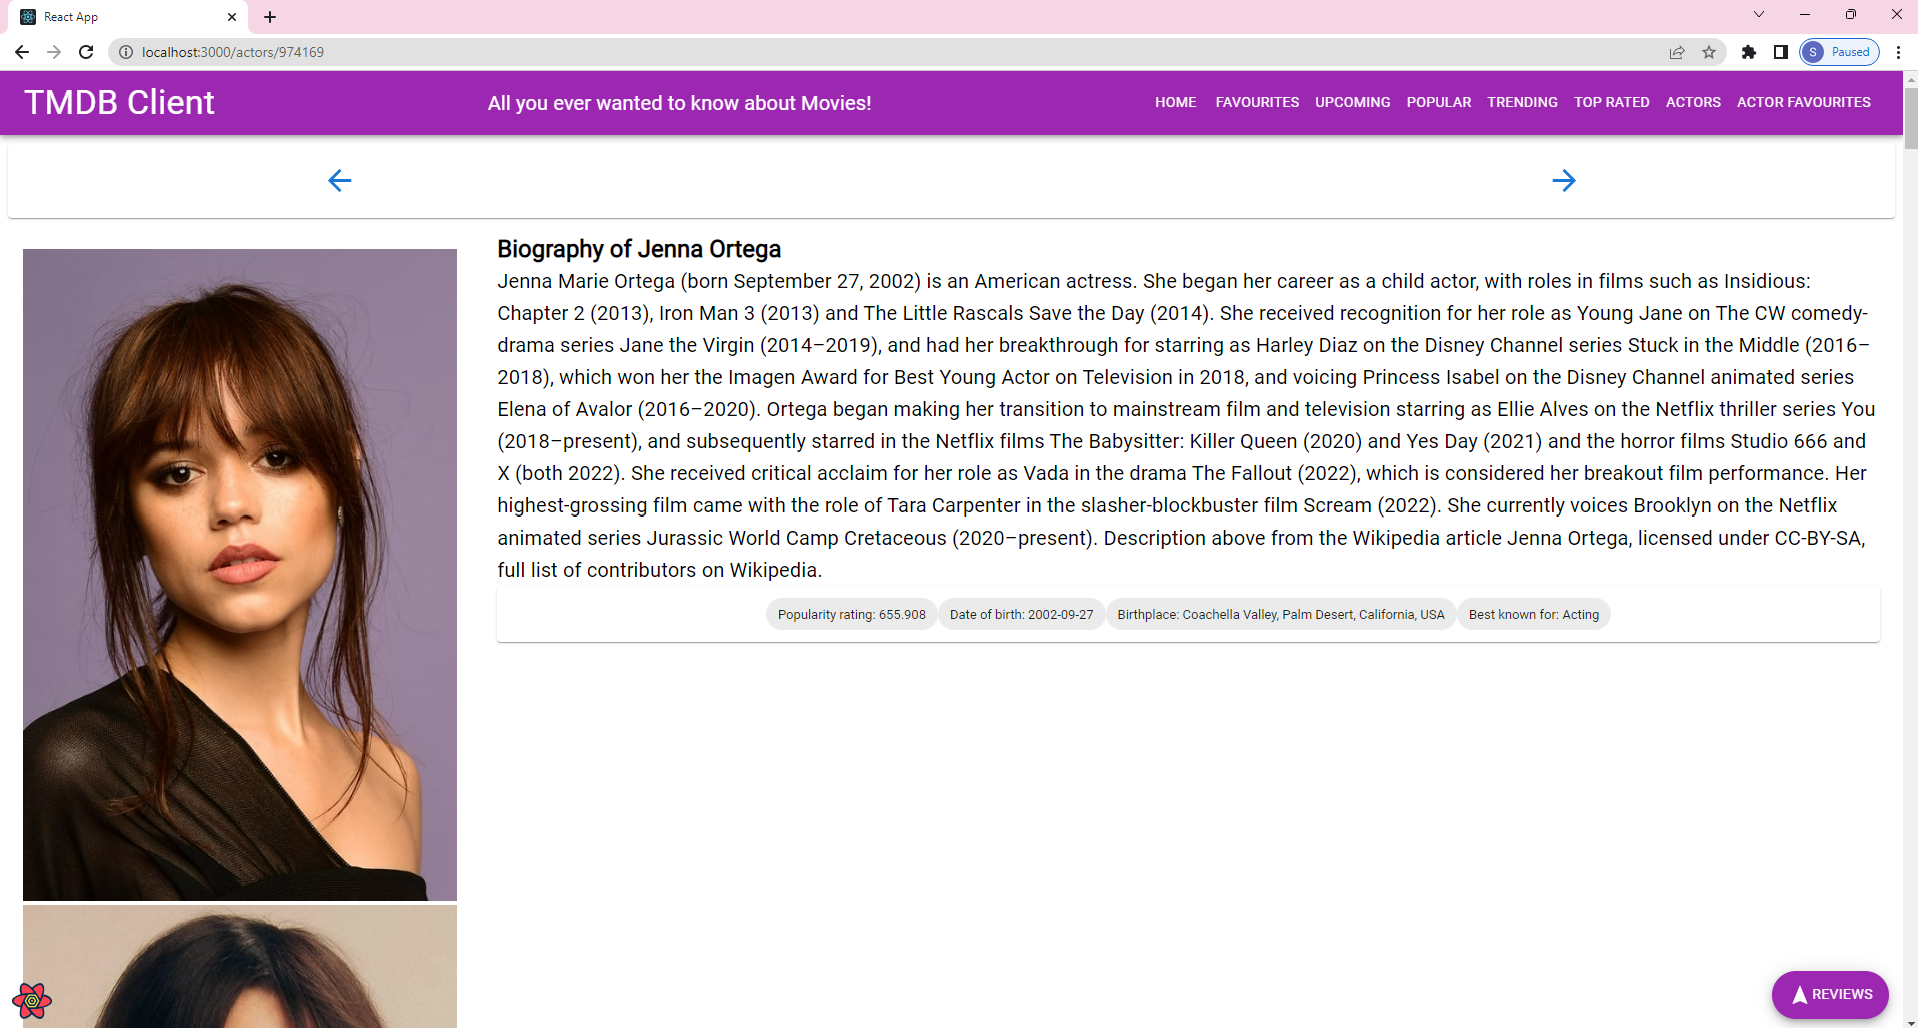 React App
localhost:3000/actors/974169
S Paused
TMDB Client
All you ever wanted to know about Movies!
HOME FAVOURITES UPCOMING POPULAR TRENDING TOP RATED ACTORS ACTOR FAVOURITES
Biography of Jenna Ortega
Jenna Marie Ortega (born September 27, 2002) is an American actress. She began her career as a child actor, with roles in films such as Insidious:
Chapter 2 (2013), Iron Man 3 (2013) and The Little Rascals Save the Day (2014). She received recognition for her role as Young Jane on The CW comedy-
drama series Jane the Virgin (2014–2019), and had her breakthrough for starring as Harley Diaz on the Disney Channel series Stuck in the Middle (2016–
2018), which won her the Imagen Award for Best Young Actor on Television in 2018, and voicing Princess Isabel on the Disney Channel animated series
Elena of Avalor (2016–2020). Ortega began making her transition to mainstream film and television starring as Ellie Alves on the Netflix thriller series You
(2018–present), and subsequently starred in the Netflix films The Babysitter: Killer Queen (2020) and Yes Day (2021) and the horror films Studio 666 and
X (both 2022). She received critical acclaim for her role as Vada in the drama The Fallout (2022), which is considered her breakout film performance. Her
highest-grossing film came with the role of Tara Carpenter in the slasher-blockbuster film Scream (2022). She currently voices Brooklyn on the Netflix
animated series Jurassic World Camp Cretaceous (2020–present). Description above from the Wikipedia article Jenna Ortega, licensed under CC-BY-SA,
full list of contributors on Wikipedia.
Popularity rating: 655.908 Date of birth: 2002-09-27 Birthplace: Coachella Valley, Palm Desert, California, USA Best known for: Acting
REVIEWS